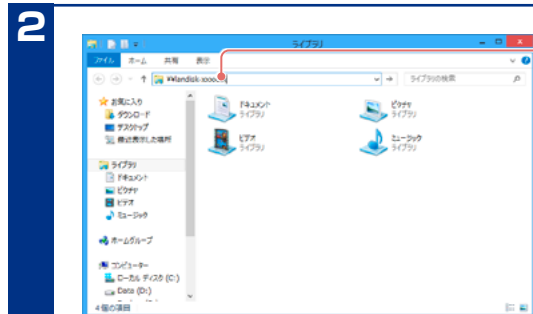 2
ライブラリ
ファイル ホーム 共有 表示
ライブラリの検索
お気に入り
ダウンロード
デスクトップ
最近表示した場所
ライブラリ
ドキュメント
ピクチャ
ビデオ
ミュージック
ホームグループ
コンピューター
ローカル ディスク (C:)
Data (D:)
ドキュメント
ライブラリ
ピクチャ
ライブラリ
ビデオ
ライブラリ
ミュージック
ライブラリ
4 個の項目